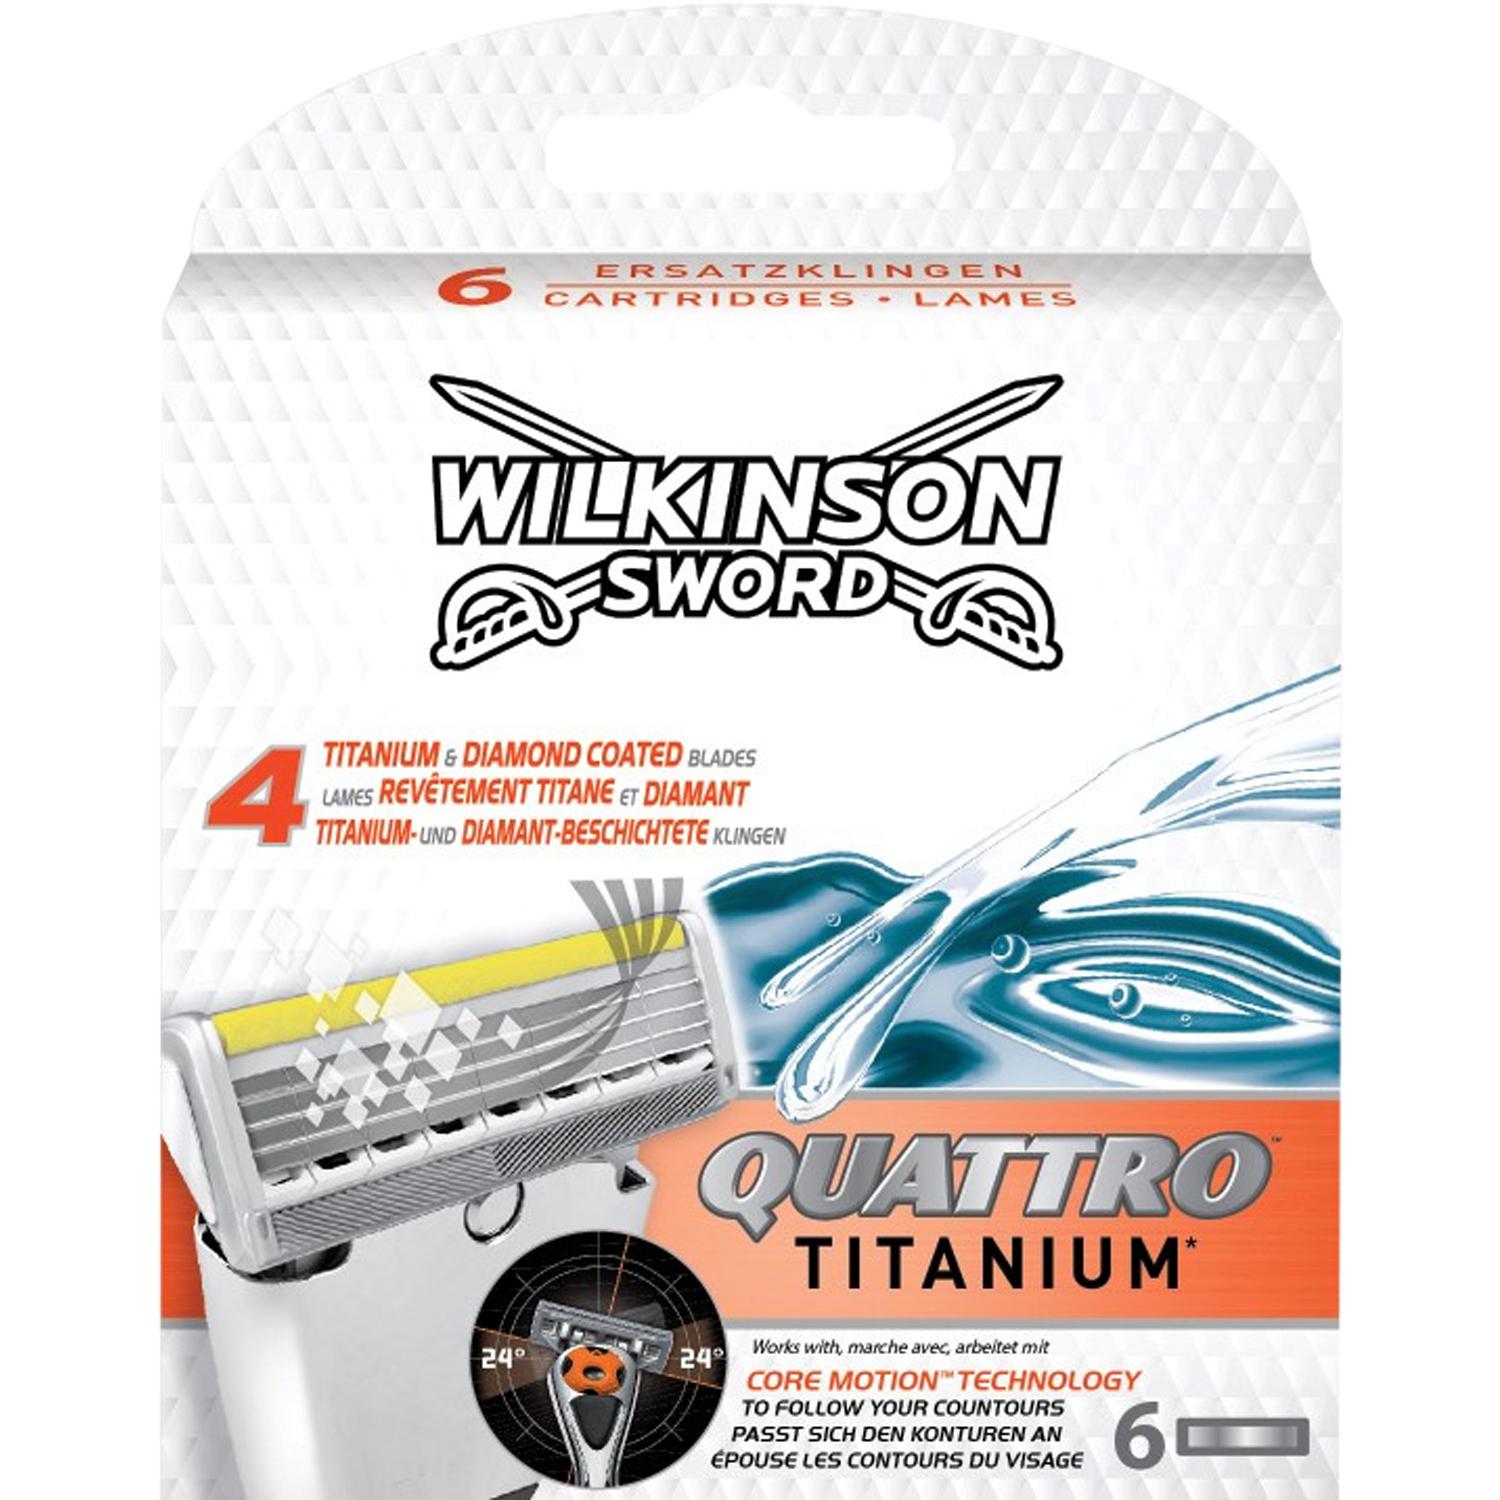 6 ERSATZKLINGEN
CARTRIDGES • LAMES
WILKINSON
SWORD
4 TITANIUM & DIAMOND COATED BLADES
LAMES REVÊTEMENT TITANE ET DIAMANT
TITANIUM- UND DIAMANT-BESCHICHTETE KLINGEN
QUATTRO™
TITANIUM*
24° 24°
Works with, marche avec, arbeitet mit
CORE MOTION™ TECHNOLOGY
TO FOLLOW YOUR COUNTOURS
PASST SICH DEN KONTUREN AN
ÉPOUSE LES CONTOURS DU VISAGE
6